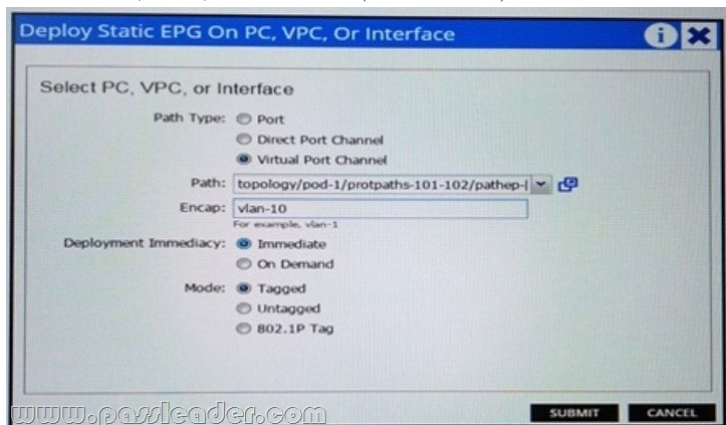 Deploy Static EPG On PC, VPC, Or Interface
Select PC, VPC, or Interface
Path Type: Port
Direct Port Channel
Virtual Port Channel
Path: topology/pod-1/protpaths-101-102/pathep-[
Encap: vlan-10
For example, vlan-1
Deployment Immediacy: Immediate
On Demand
Mode: Tagged
Untagged
802.1P Tag
SUBMIT CANCEL
www.passleader.com